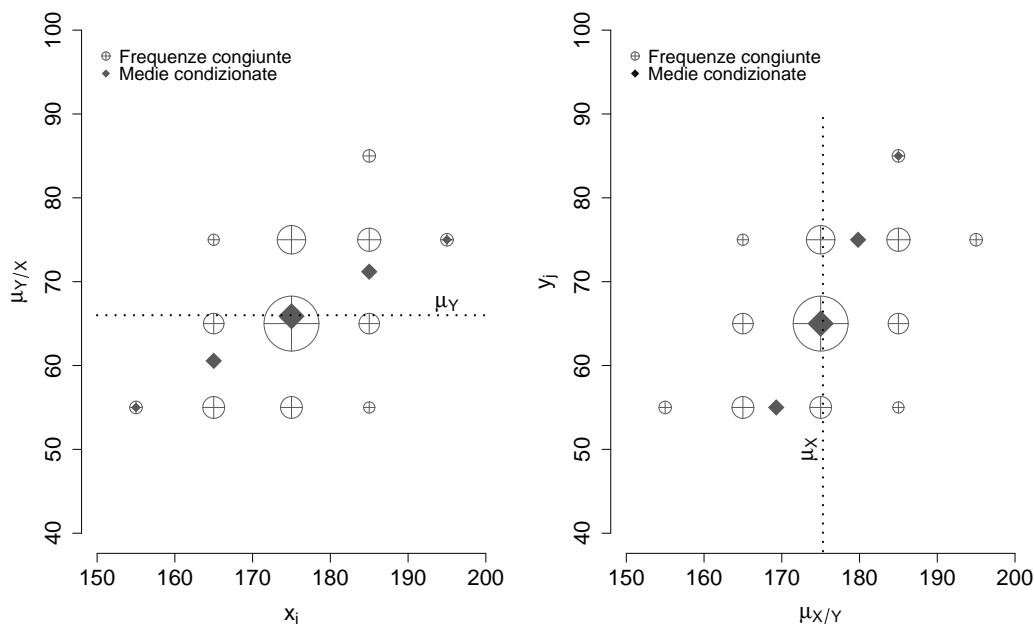 100
90
80
70
60
50
40
μY/X
Frequenze congiunte
Medie condizionate
μY
150 160 170 180 190 200
xi
100
90
80
70
60
50
40
yj
Frequenze congiunte
Medie condizionate
μX
150 160 170 180 190 200
μX/Y